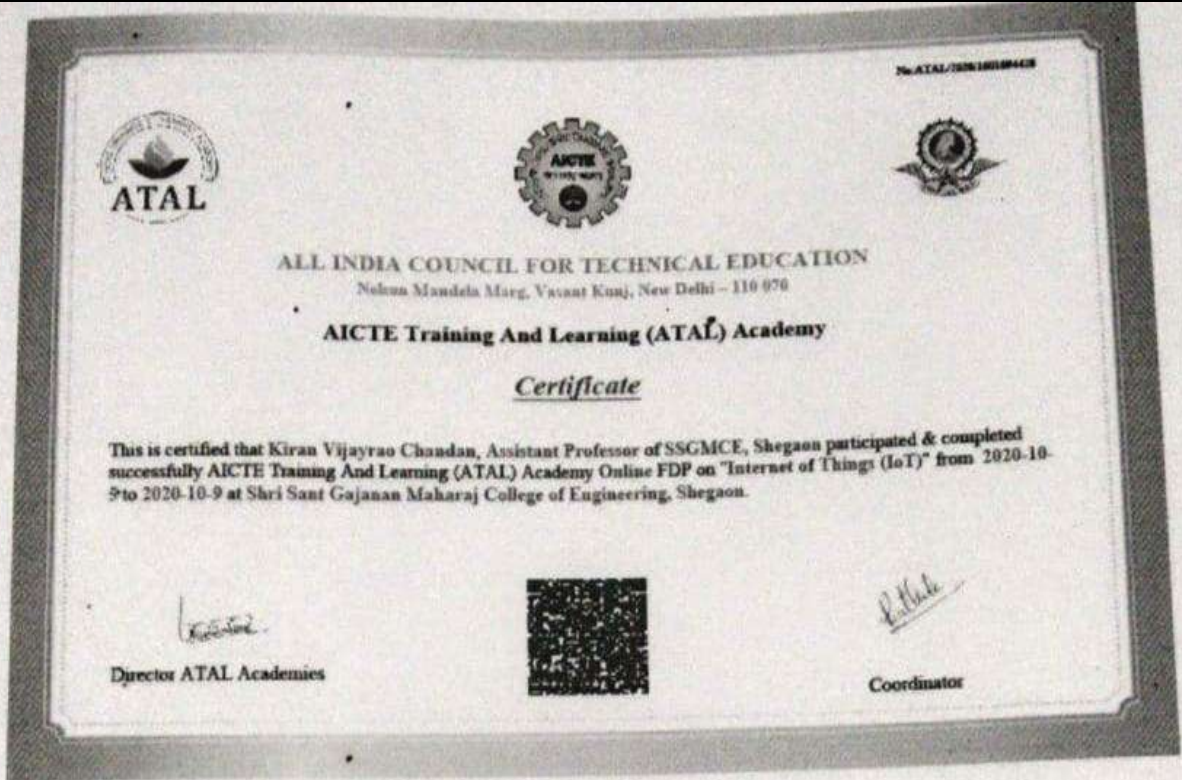 ATAL
AICTE
ALL INDIA COUNCIL FOR TECHNICAL EDUCATION
Nelson Mandela Marg, Vasant Kunj, New Delhi – 110 070
AICTE Training And Learning (ATAL) Academy
Certificate
This is certified that Kiran Vijayrao Chandan, Assistant Professor of SSGMCE, Shegaon participated & completed
successfully AICTE Training And Learning (ATAL) Academy Online FDP on "Internet of Things (IoT)" from 2020-10-
9 to 2020-10-9 at Shri Sant Gajanan Maharaj College of Engineering, Shegaon.
Director ATAL Academies
Coordinator